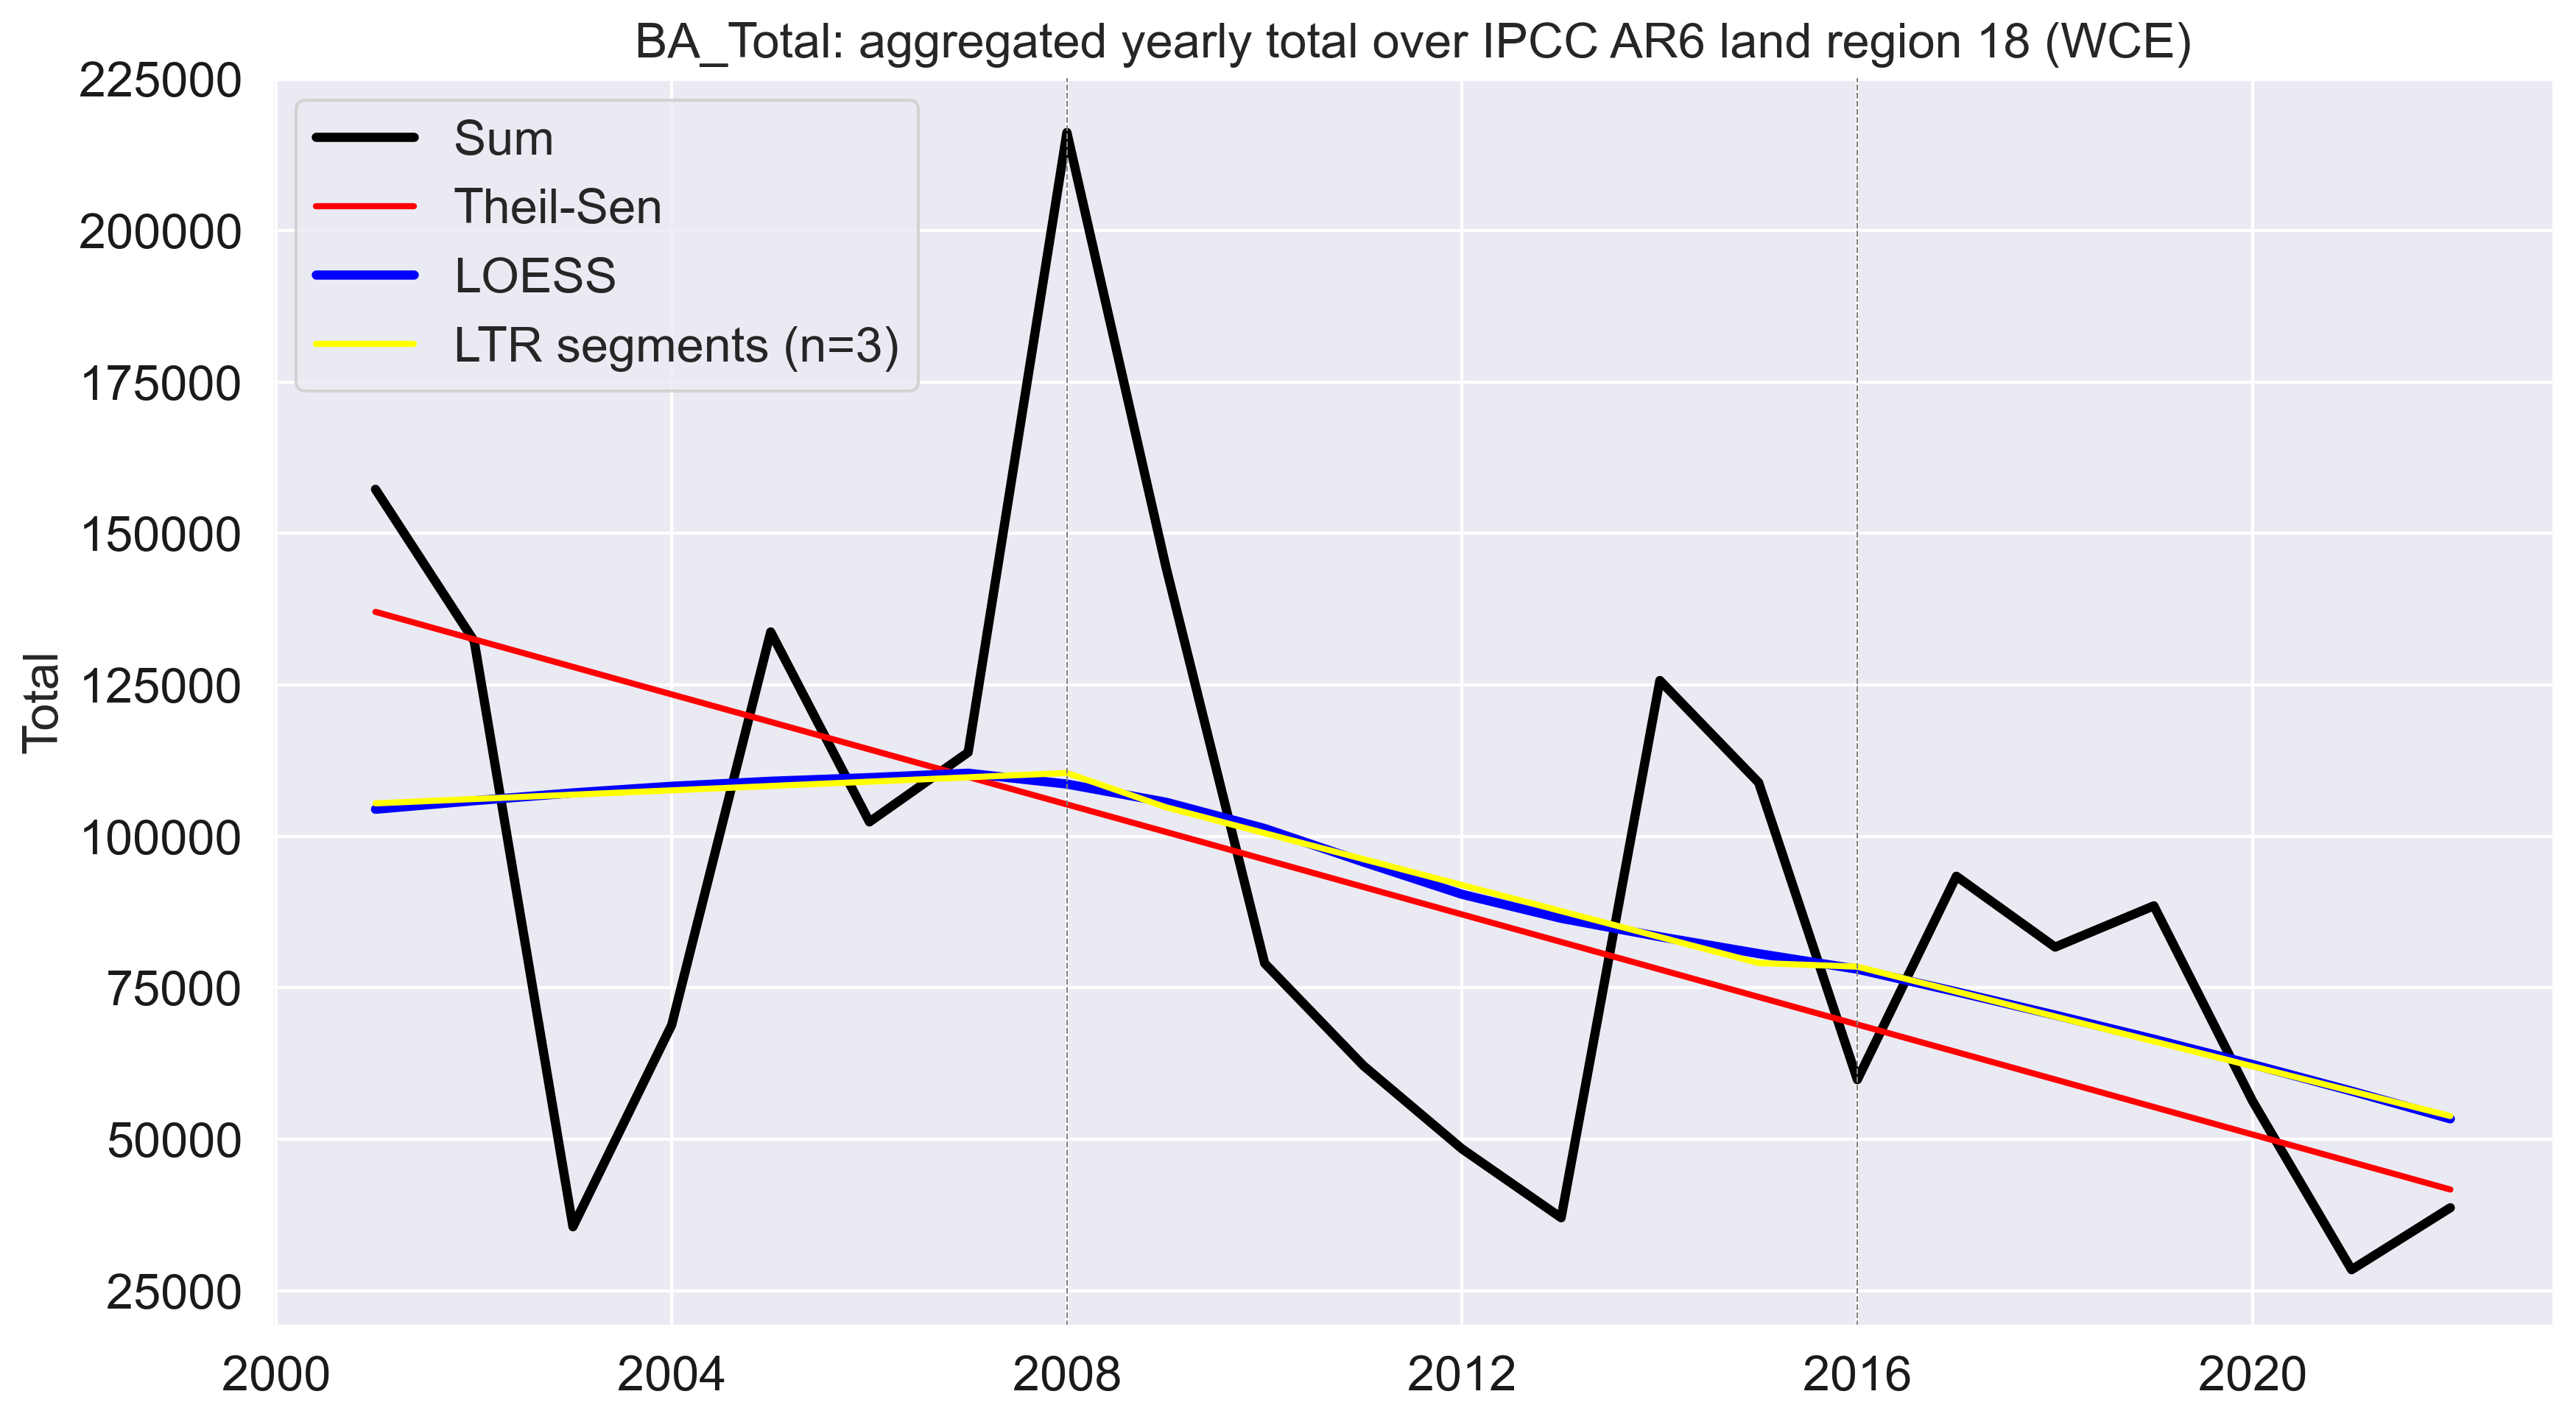 BA_Total: aggregated yearly total over IPCC AR6 land region 18 (WCE)
225000
200000
175000
150000
125000
100000
75000
50000
25000
Total
Sum
Theil-Sen
LOESS
LTR segments (n=3)
2000
2004
2008
2012
2016
2020